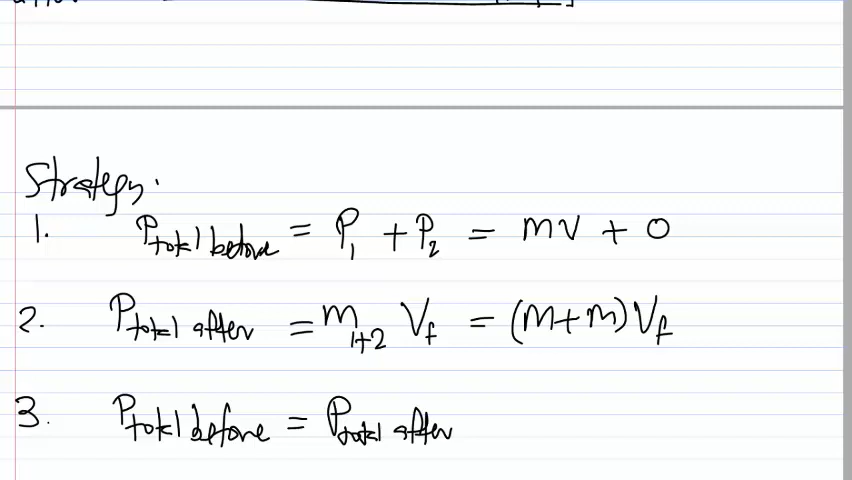 Strategy:
1. P_total before = P_1 + P_2 = mv + 0
2. P_total after = m_1+2 V_f = (m+m)V_f
3. P_total before = P_total after